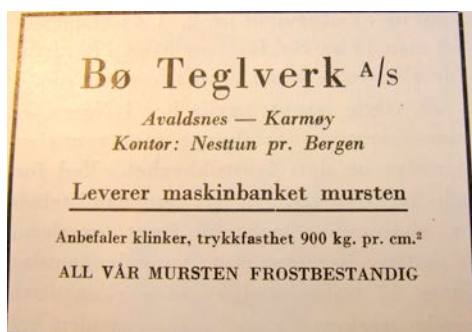 Bø Teglverk A/s
Avaldsnes — Karmøy
Kontor: Nesttun pr. Bergen
Leverer maskinbanket mursten
Anbefaler klinker, trykkfasthet 900 kg. pr. cm.²
ALL VÅR MURSTEN FROSTBESTANDIG